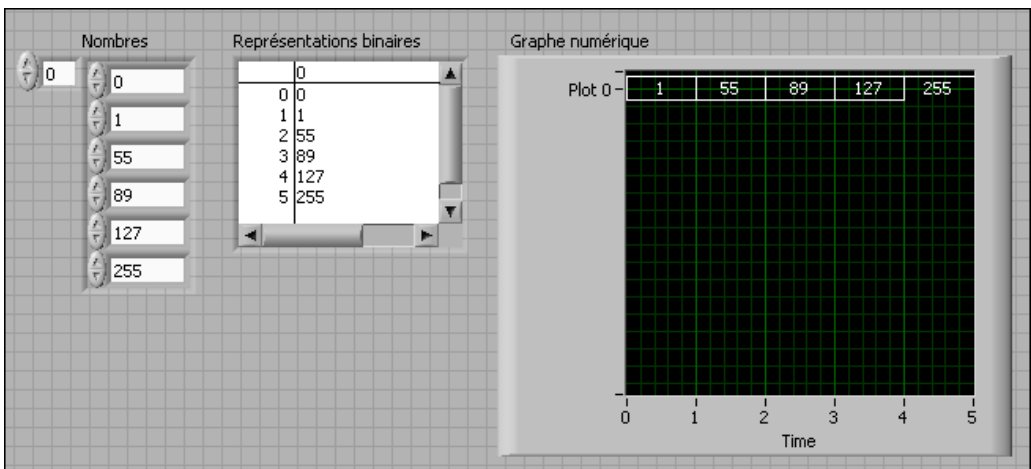 Nombres
0
0
1
55
89
127
255
Représentations binaires
0
0 0
1 1
2 55
3 89
4 127
5 255
Graphe numérique
Plot 0
1 55 89 127 255
0 1 2 3 4 5
Time